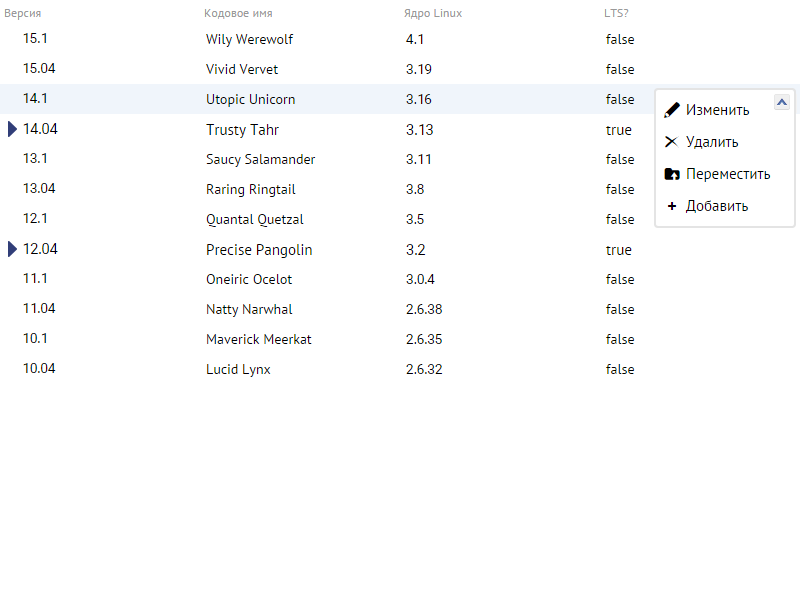 Версия Кодовое имя Ядро Linux LTS?
15.1 Wily Werewolf 4.1 false
15.04 Vivid Vervet 3.19 false
14.1 Utopic Unicorn 3.16 false
14.04 Trusty Tahr 3.13 true
13.1 Saucy Salamander 3.11 false
13.04 Raring Ringtail 3.8 false
12.1 Quantal Quetzal 3.5 false
12.04 Precise Pangolin 3.2 true
11.1 Oneiric Ocelot 3.0.4 false
11.04 Natty Narwhal 2.6.38 false
10.1 Maverick Meerkat 2.6.35 false
10.04 Lucid Lynx 2.6.32 false
Изменить
Удалить
Переместить
Добавить